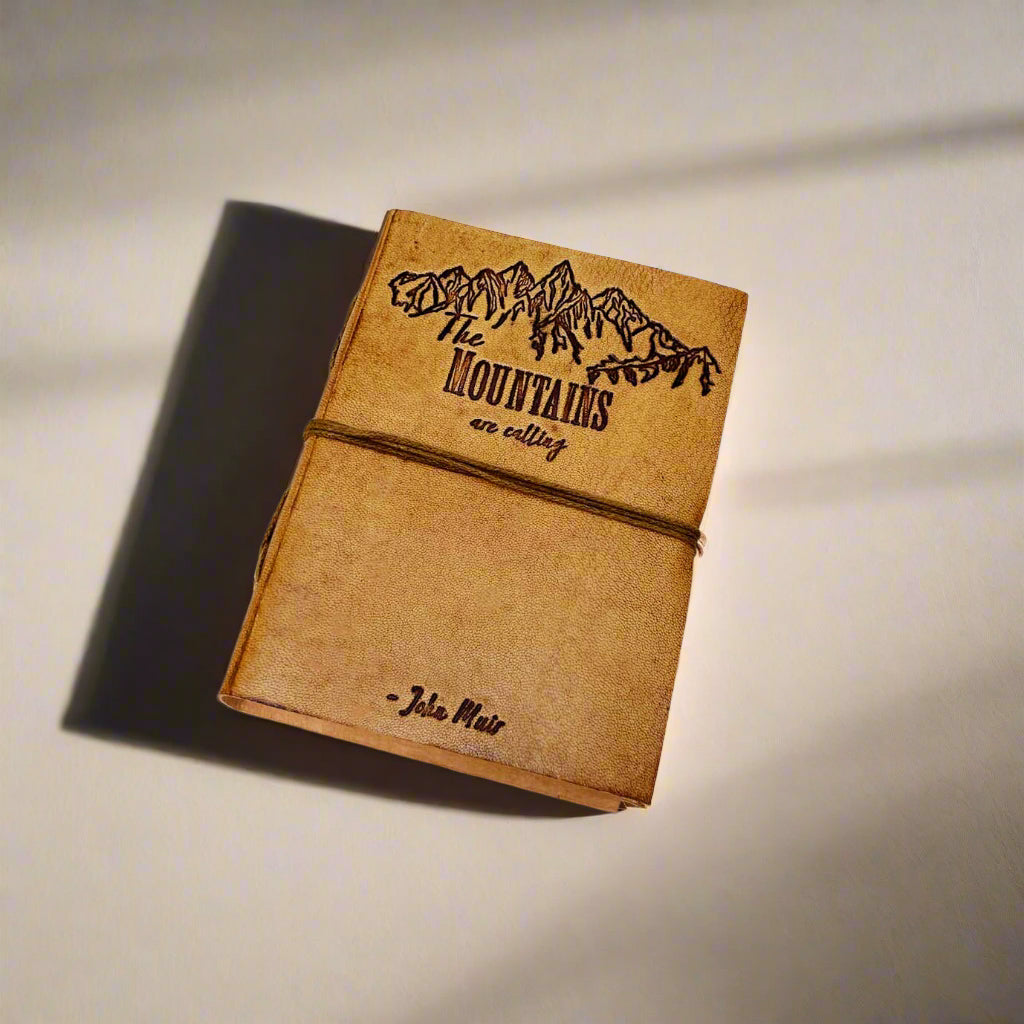 The
MOUNTAINS
are calling
- John Muir